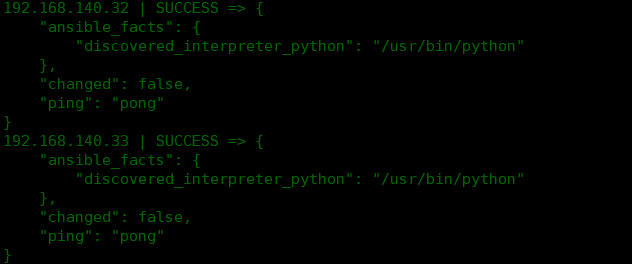 192.168.140.32 | SUCCESS => {
    "ansible_facts": {
        "discovered_interpreter_python": "/usr/bin/python"
    },
    "changed": false,
    "ping": "pong"
}
192.168.140.33 | SUCCESS => {
    "ansible_facts": {
        "discovered_interpreter_python": "/usr/bin/python"
    },
    "changed": false,
    "ping": "pong"
}